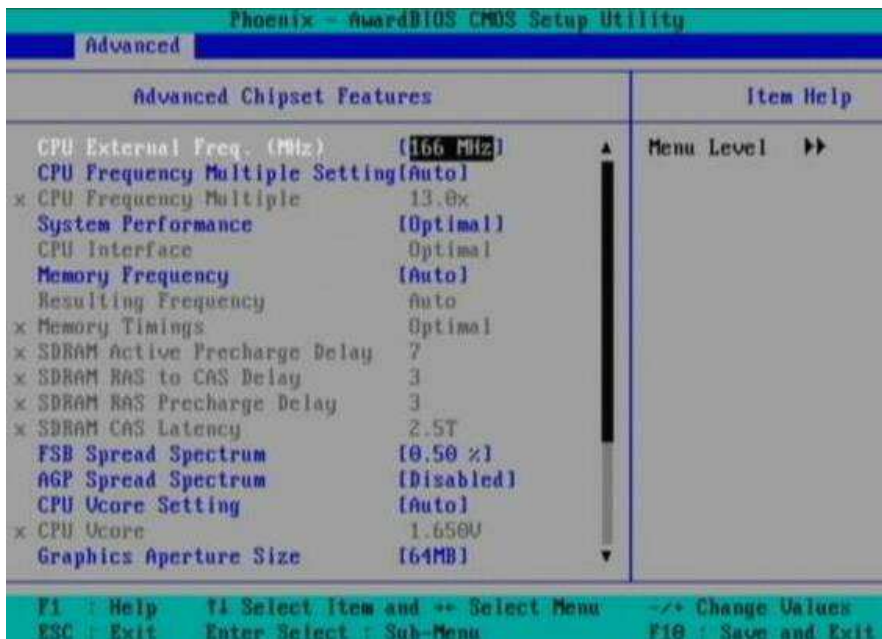 Phoenix - AwardBIOS CMOS Setup Utility
Advanced
Advanced Chipset Features
Item Help
CPU External Freq. (MHz) [166 MHz]
Menu Level ▶▶
CPU Frequency Multiple Setting[Auto]
x CPU Frequency Multiple 13.0x
System Performance [Optimal]
CPU Interface Optimal
Memory Frequency [Auto]
Resulting Frequency Auto
x Memory Timings Optimal
x SDRAM Active Precharge Delay 7
x SDRAM RAS to CAS Delay 3
x SDRAM RAS Precharge Delay 3
x SDRAM CAS Latency 2.5T
FSB Spread Spectrum [0.50 %]
AGP Spread Spectrum [Disabled]
CPU Vcore Setting [Auto]
x CPU Vcore 1.650V
Graphics Aperture Size [64MB]
F1 : Help ↑↓ Select Item and ↔ Select Menu -/+ Change Values
ESC : Exit Enter Select : Sub-Menu F10 : Save and Exit